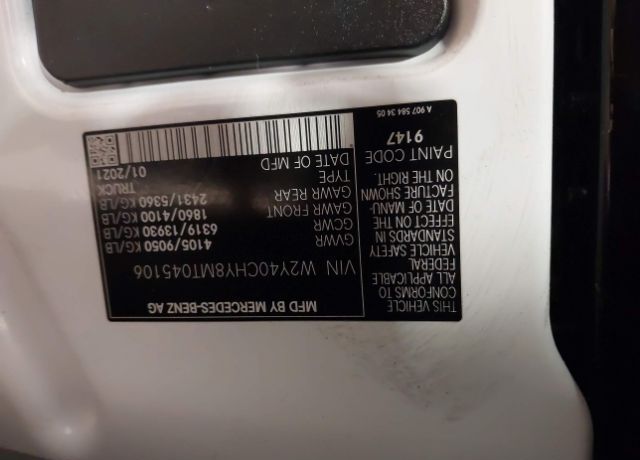 MFD BY MERCEDES-BENZ AG
VIN W2Y40CHY8MT045106
GVWR 4105/9050 KG/LB
GCWR 6319/13930 KG/LB
GAWR FRONT 1860/4100 KG/LB
GAWR REAR 2431/5360 KG/LB
TYPE TRUCK
DATE OF MFD 01/2021
THIS VEHICLE
CONFORMS TO
ALL APPLICABLE
FEDERAL
VEHICLE SAFETY
STANDARDS IN
EFFECT ON THE
DATE OF MANU-
FACTURE SHOWN
ON THE RIGHT.
PAINT CODE
9147
A 907 584 34 05